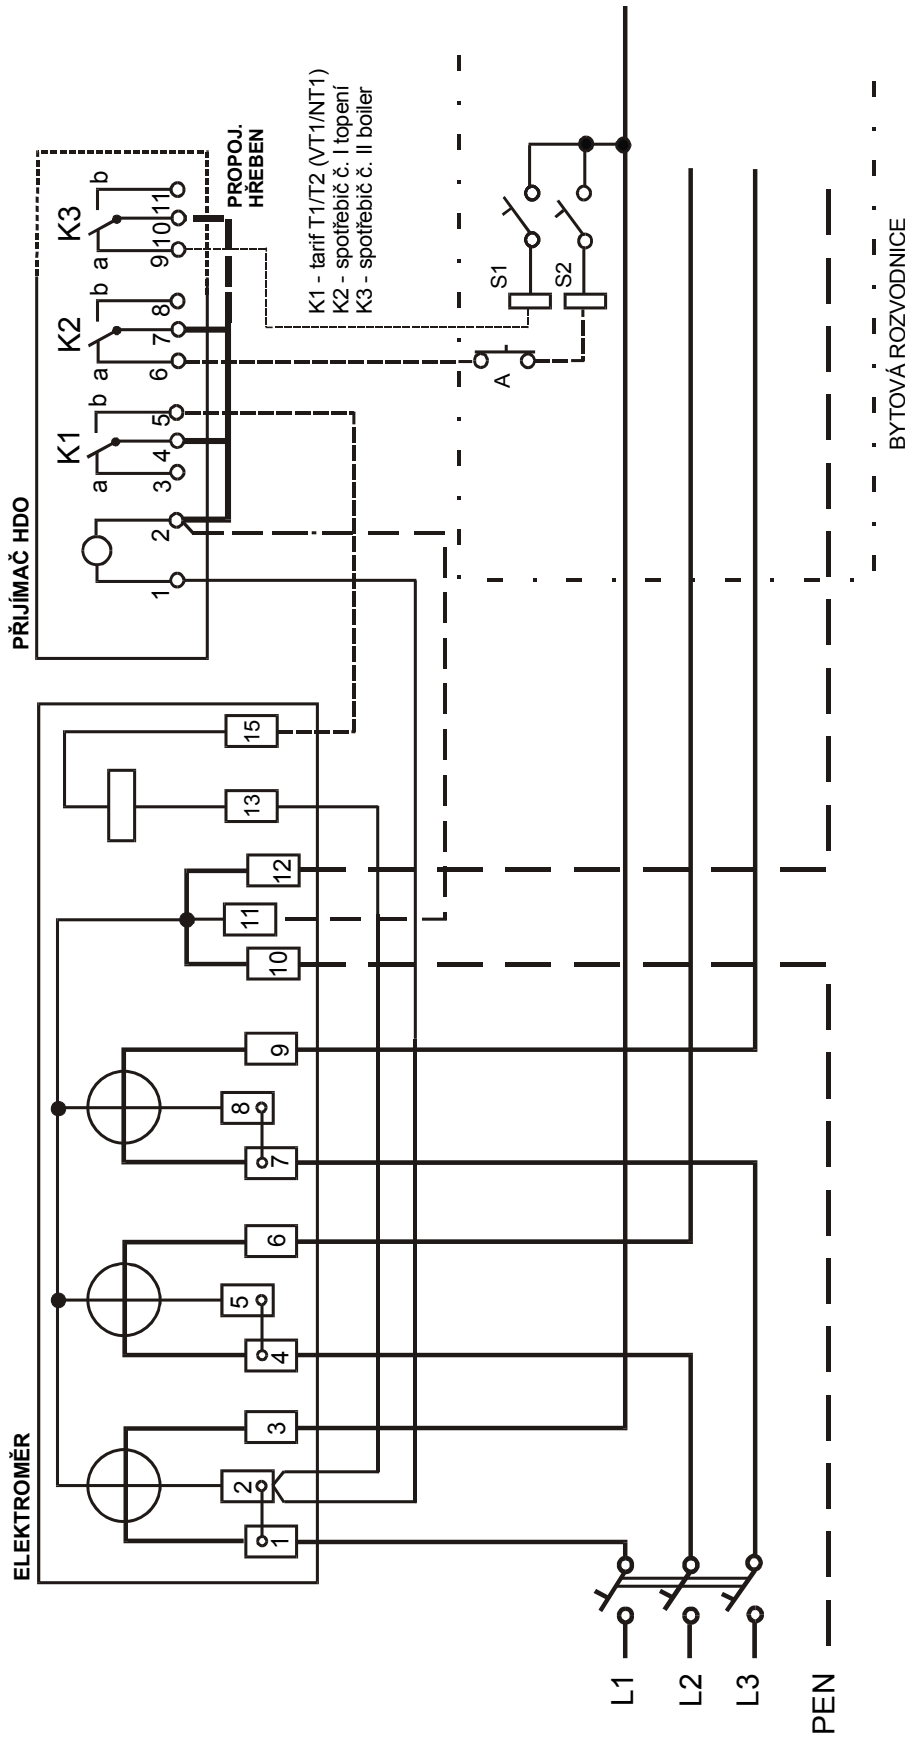 PŘIJÍMAČ HDO
K1
K2
K3
a
b
a
b
a
b
1
2
3
4
5
6
7
8
9
10
11
PROPOJ.
HŘEBEN
K1 - tarif T1/T2 (VT1/NT1)
K2 - spotřebič č. I topení
K3 - spotřebič č. II boiler
S1
S2
A
BYTOVÁ ROZVODNICE
ELEKTROMĚR
1
2
3
4
5
6
7
8
9
10
11
12
13
15
L1
L2
L3
PEN